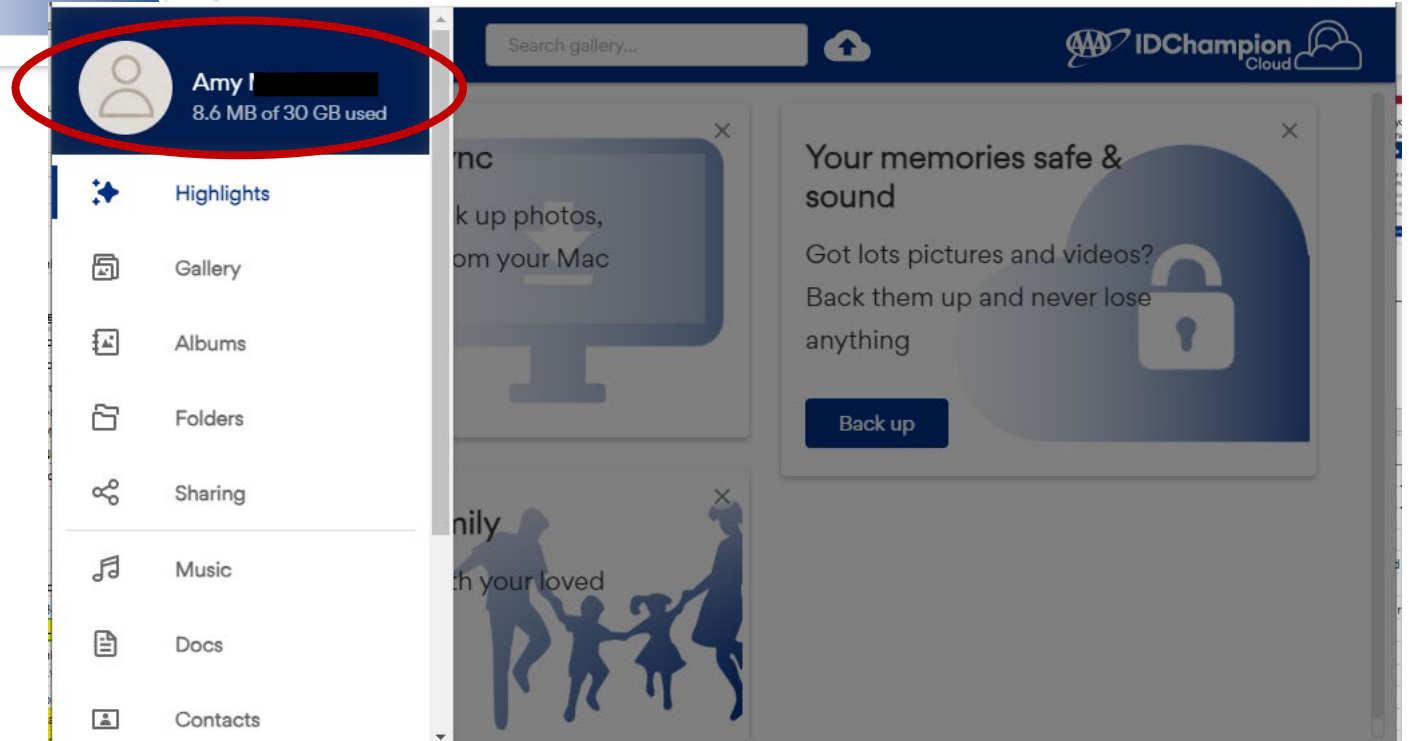 Amy
8.6 MB of 30 GB used
Highlights
Gallery
Albums
Folders
Sharing
Music
Docs
Contacts
Search gallery...
AAA IDChampion
Cloud
nc
k up photos,
om your Mac
Your memories safe &
sound
Got lots pictures and videos?
Back them up and never lose
anything
Back up
mily
th your loved